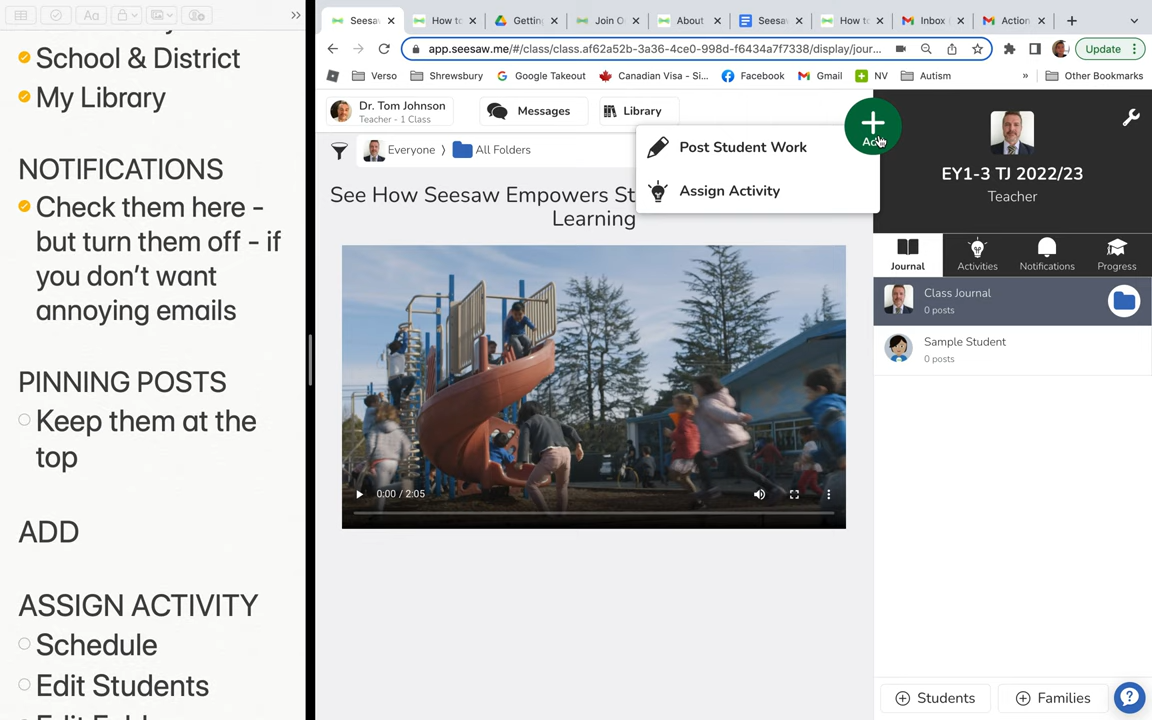 School & District
My Library
NOTIFICATIONS
Check them here -
but turn them off - if
you don't want
annoying emails
PINNING POSTS
Keep them at the
top
ADD
ASSIGN ACTIVITY
Schedule
Edit Students
Aa
Seesaw
How to
Getting
Join O
About
Seesaw
How to
Inbox
Action
app.seesaw.me/#/class/class.af62a52b-3a36-4ce0-998d-f6434a7f7338/display/jour...
Update
Verso
Shrewsbury
Google Takeout
Canadian Visa - Si...
Facebook
Gmail
NV
Autism
Other Bookmarks
Dr. Tom Johnson
Teacher - 1 Class
Messages
Library
Add
Everyone
All Folders
Post Student Work
Assign Activity
See How Seesaw Empowers St
Learning
0:00 / 2:05
EY1-3 TJ 2022/23
Teacher
Journal
Activities
Notifications
Progress
Class Journal
0 posts
Sample Student
0 posts
Students
Families